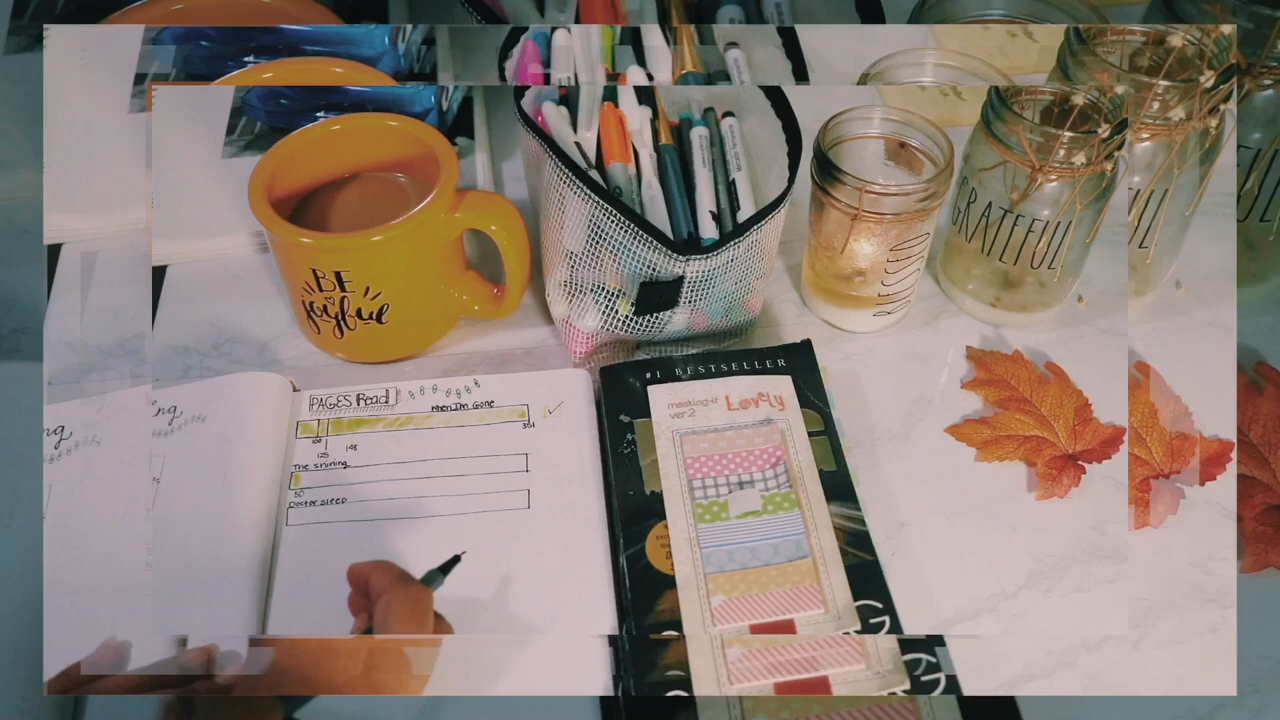 BE
joyful
GRATEFUL
BLESSED
#1 BESTSELLER
masking-it
ver.2
Lovely
PAGES Read
When I'm Gone
351
100
125
148
The shining
50
Doctor sleep